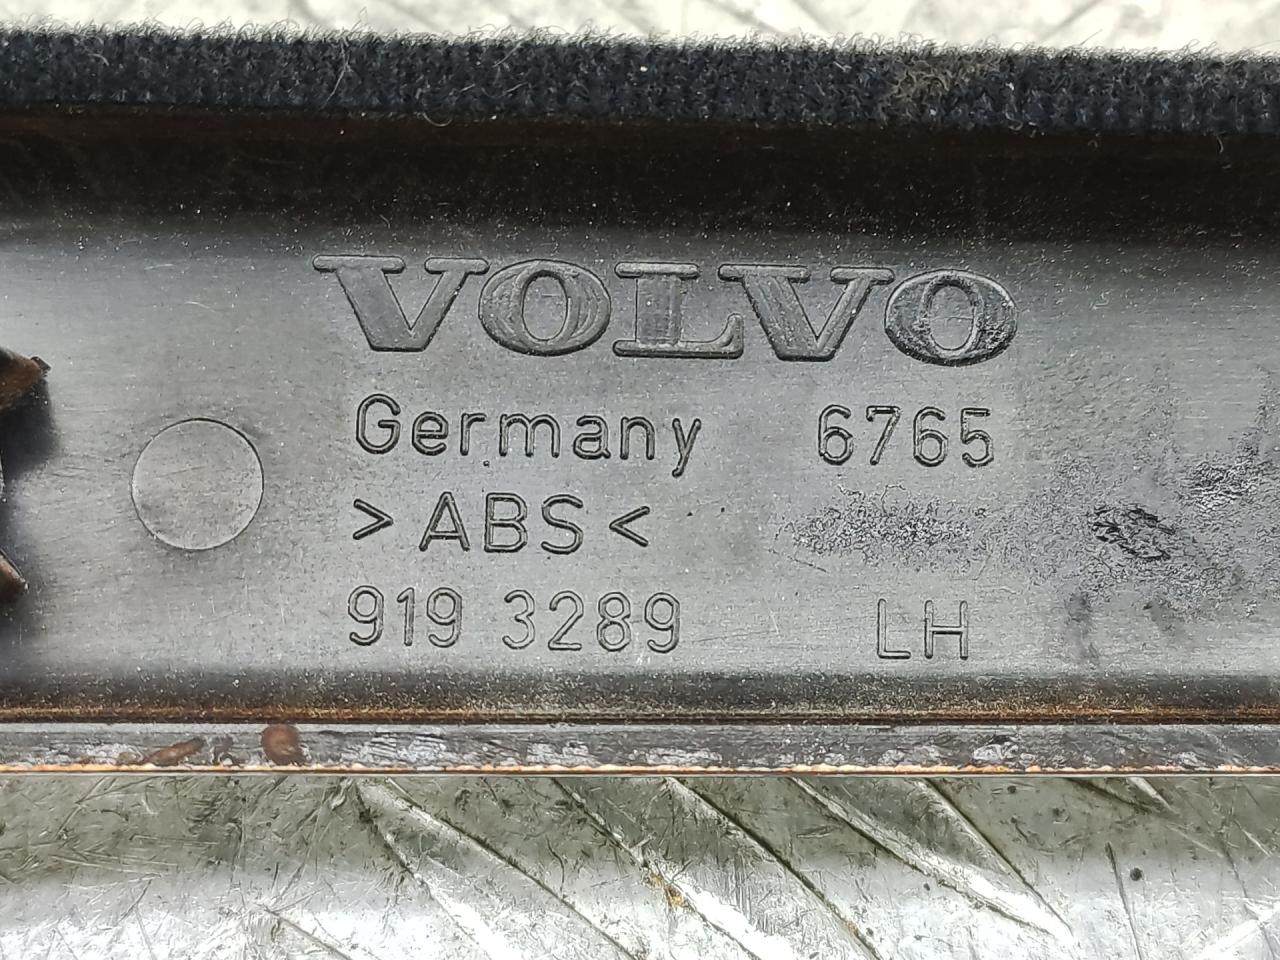 VOLVO
Germany 6765
>ABS<
919 3289 LH